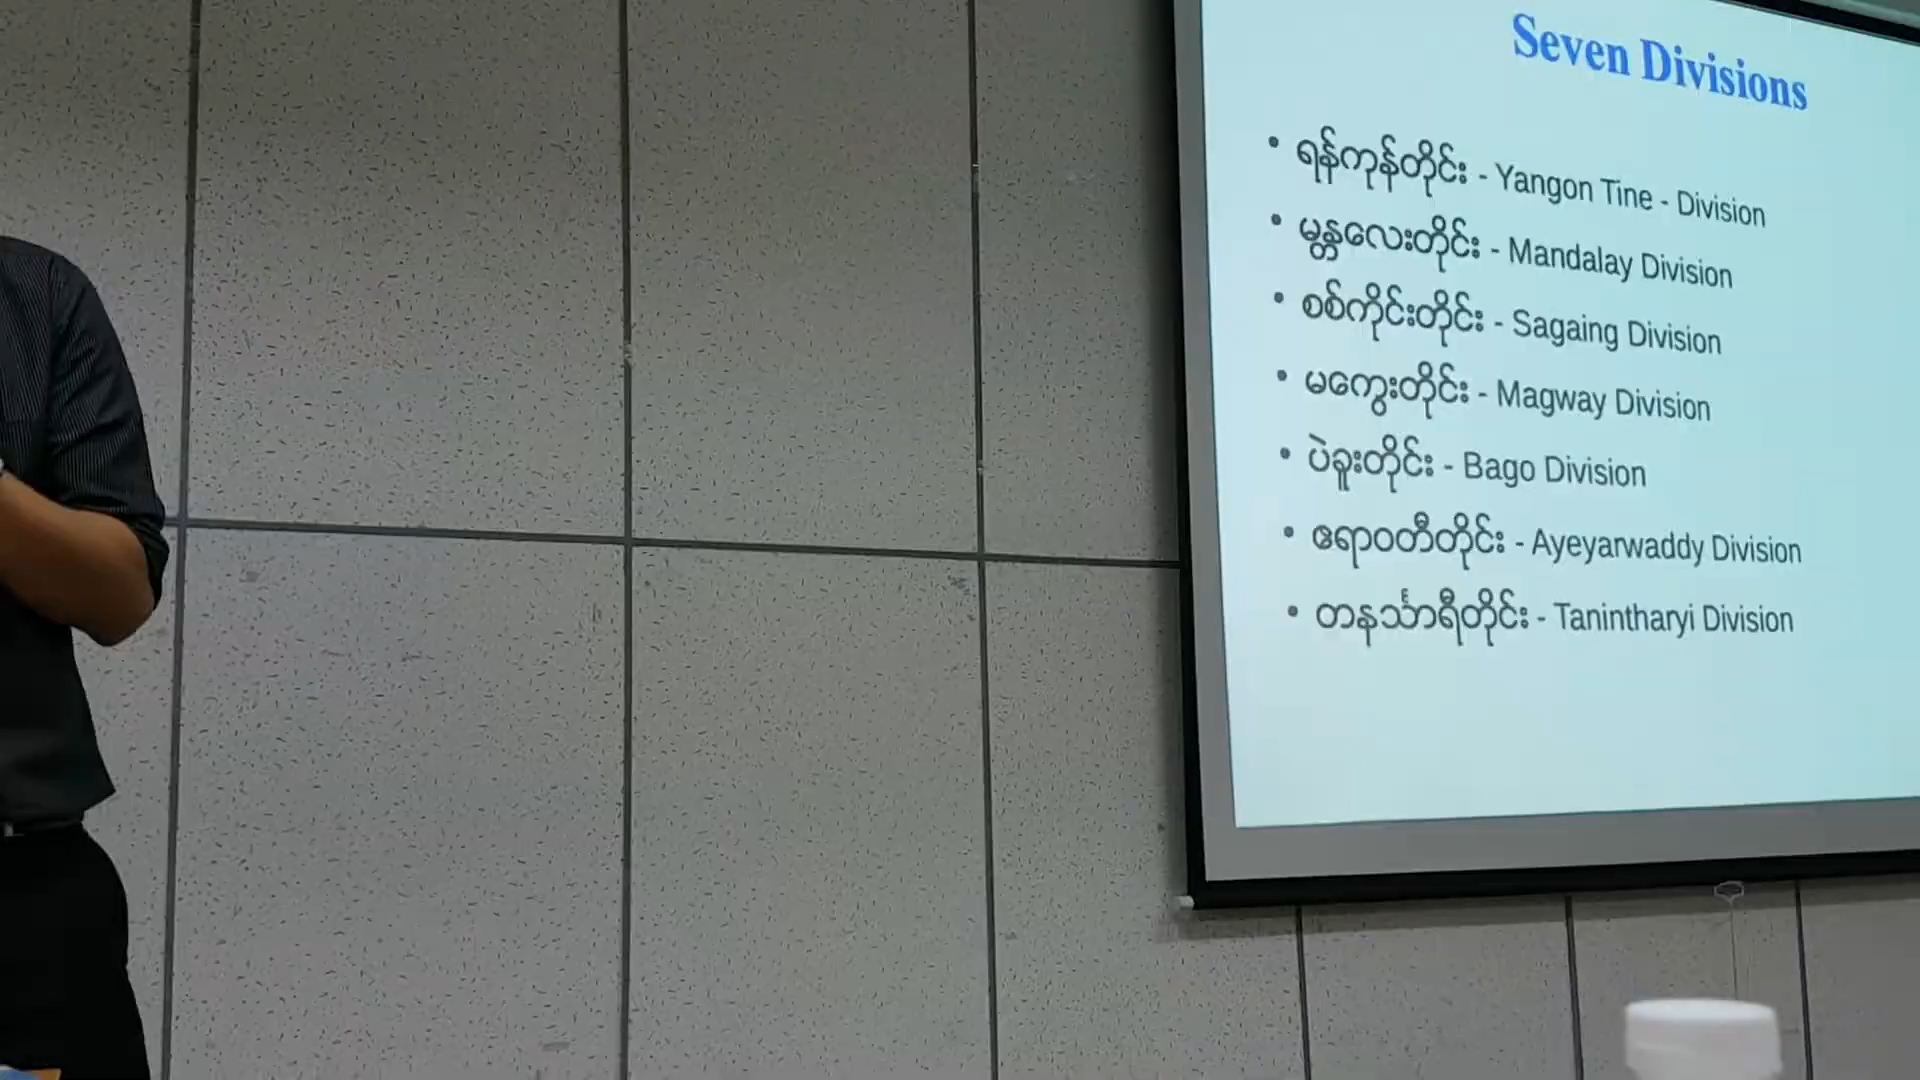 Seven Divisions
• ရန်ကုန်တိုင်း - Yangon Tine - Division
• မန္တလေးတိုင်း - Mandalay Division
• စစ်ကိုင်းတိုင်း - Sagaing Division
• မကွေးတိုင်း - Magway Division
• ပဲခူးတိုင်း - Bago Division
• ဧရာဝတီတိုင်း - Ayeyarwaddy Division
• တနင်္သာရီတိုင်း - Tanintharyi Division